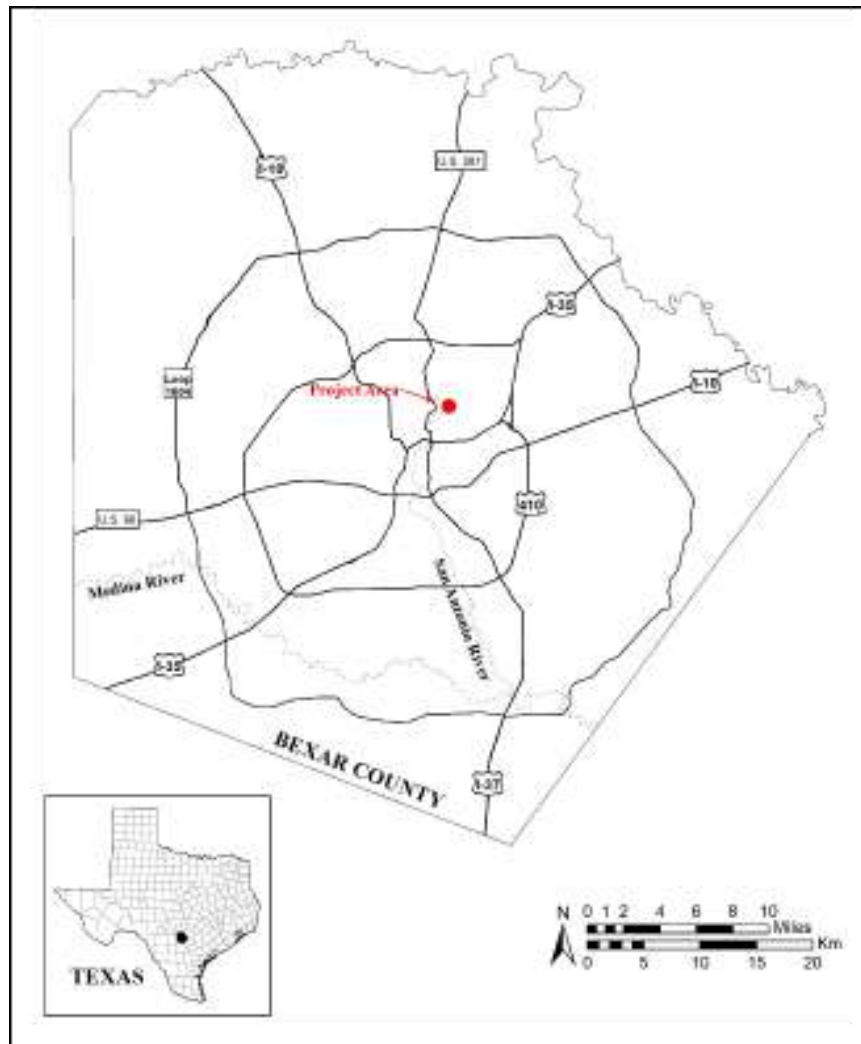 I-10
U.S. 281
I-35
Loop
1604
I-10
Project Area
410
U.S. 90
Medina River
San Antonio River
I-35
BEXAR COUNTY
I-37
TEXAS
N
0 1 2 4 6 8 10
Miles
Km
0 5 10 15 20